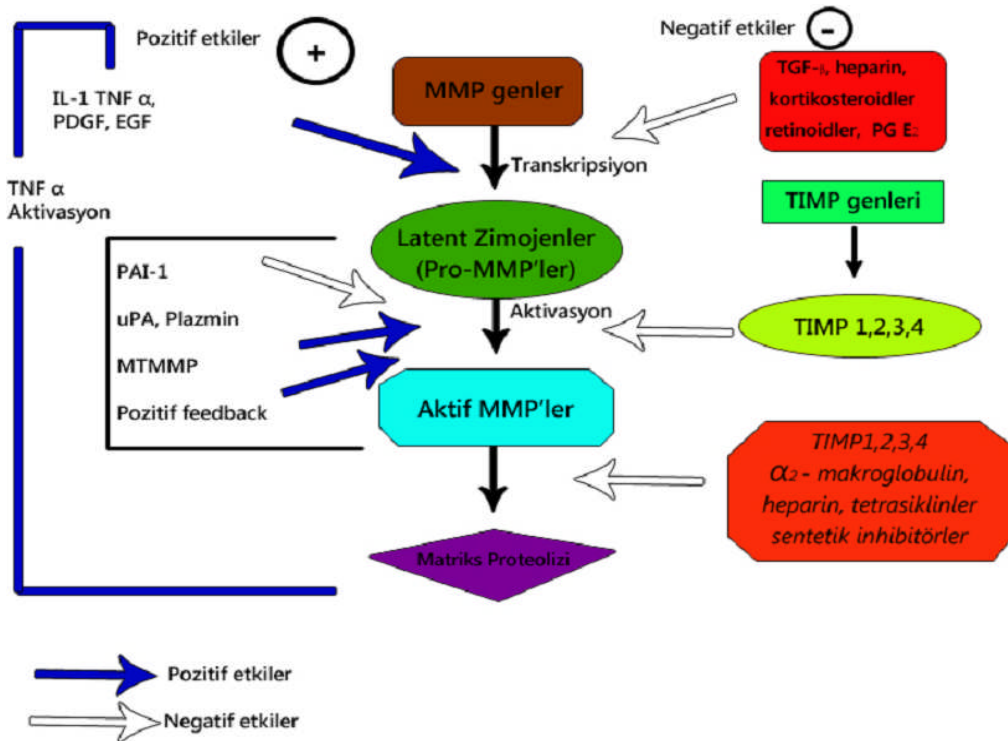 Pozitif etkiler
+
Negatif etkiler
-
IL-1 TNF α,
PDGF, EGF
MMP genler
TGF-β, heparin,
kortikosteroidler
retinoidler, PG E2
Transkripsiyon
TNF α
Aktivasyon
TIMP genleri
Latent Zimojenler
(Pro-MMP'ler)
PAI-1
uPA, Plazmin
MTMMP
Pozitif feedback
Aktivasyon
TIMP 1,2,3,4
Aktif MMP'ler
TIMP1,2,3,4
α2 - makroglobulin,
heparin, tetrasiklinler
sentetik inhibitörler
Matriks Proteolizi
Pozitif etkiler
Negatif etkiler